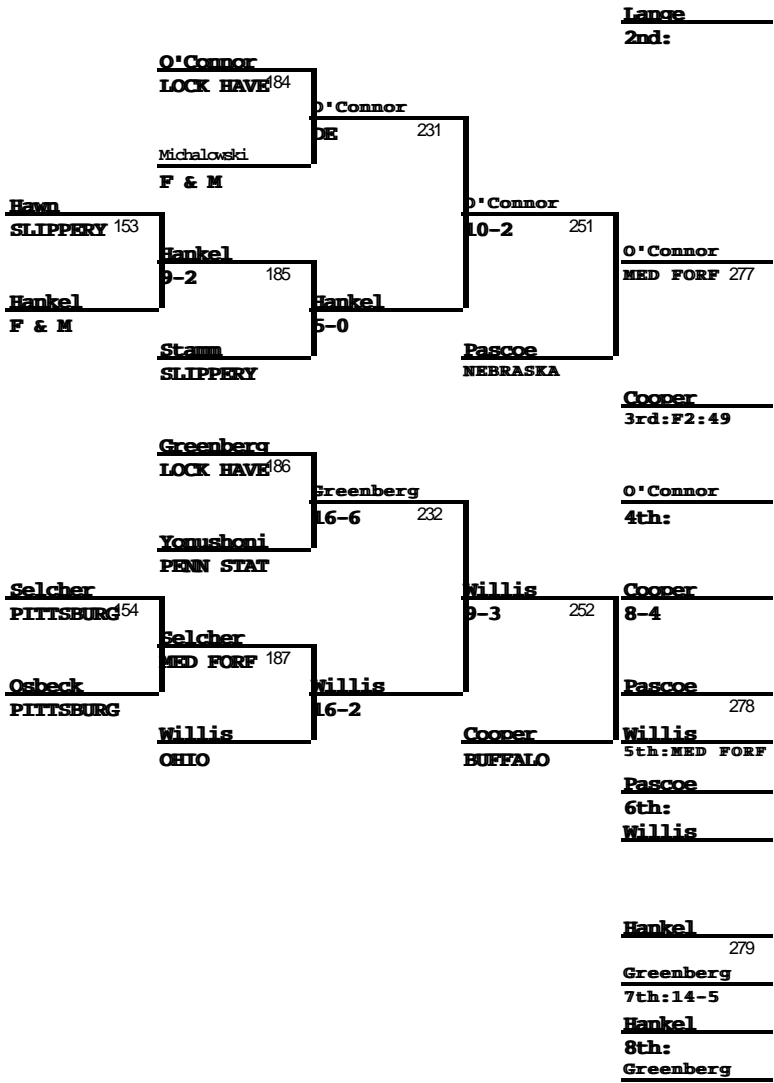 Lange
2nd:
O'Connor
LOCK HAVE 184
O'Connor
DE 231
Michalowski
F & M
Hawn
SLIPPERY 153
O'Connor
10-2 251
Hankel
9-2 185
O'Connor
MED FORF 277
Hankel
F & M
Hankel
5-0
Stamm
SLIPPERY
Pascoe
NEBRASKA
Cooper
3rd:F2:49
Greenberg
LOCK HAVE 186
Greenberg
16-6 232
O'Connor
4th:
Yonushoni
PENN STAT
Selcher
PITTSBURG 154
Willis
9-3 252
Cooper
8-4
Selcher
MED FORF 187
Osbeck
PITTSBURG
Willis
16-2
Pascoe
278
Willis
OHIO
Cooper
BUFFALO
Willis
5th:MED FORF
Pascoe
6th:
Willis
Hankel
279
Greenberg
7th:14-5
Hankel
8th:
Greenberg